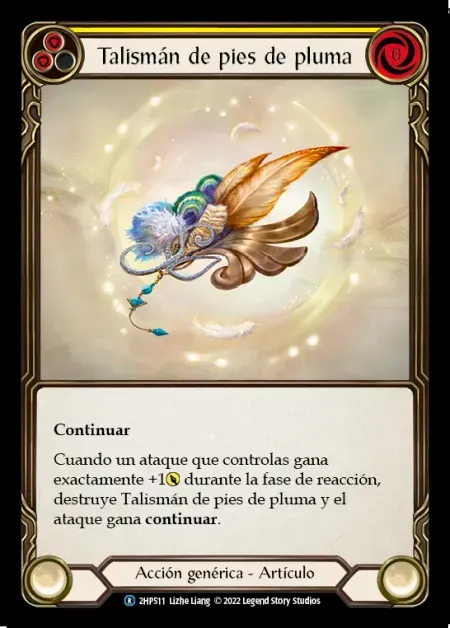 Talismán de pies de pluma
0
Continuar
Cuando un ataque que controlas gana
exactamente +1 durante la fase de reacción,
destruye Talismán de pies de pluma y el
ataque gana continuar.
Acción genérica - Artículo
R 2HP511 Lizhe Liang © 2022 Legend Story Studios